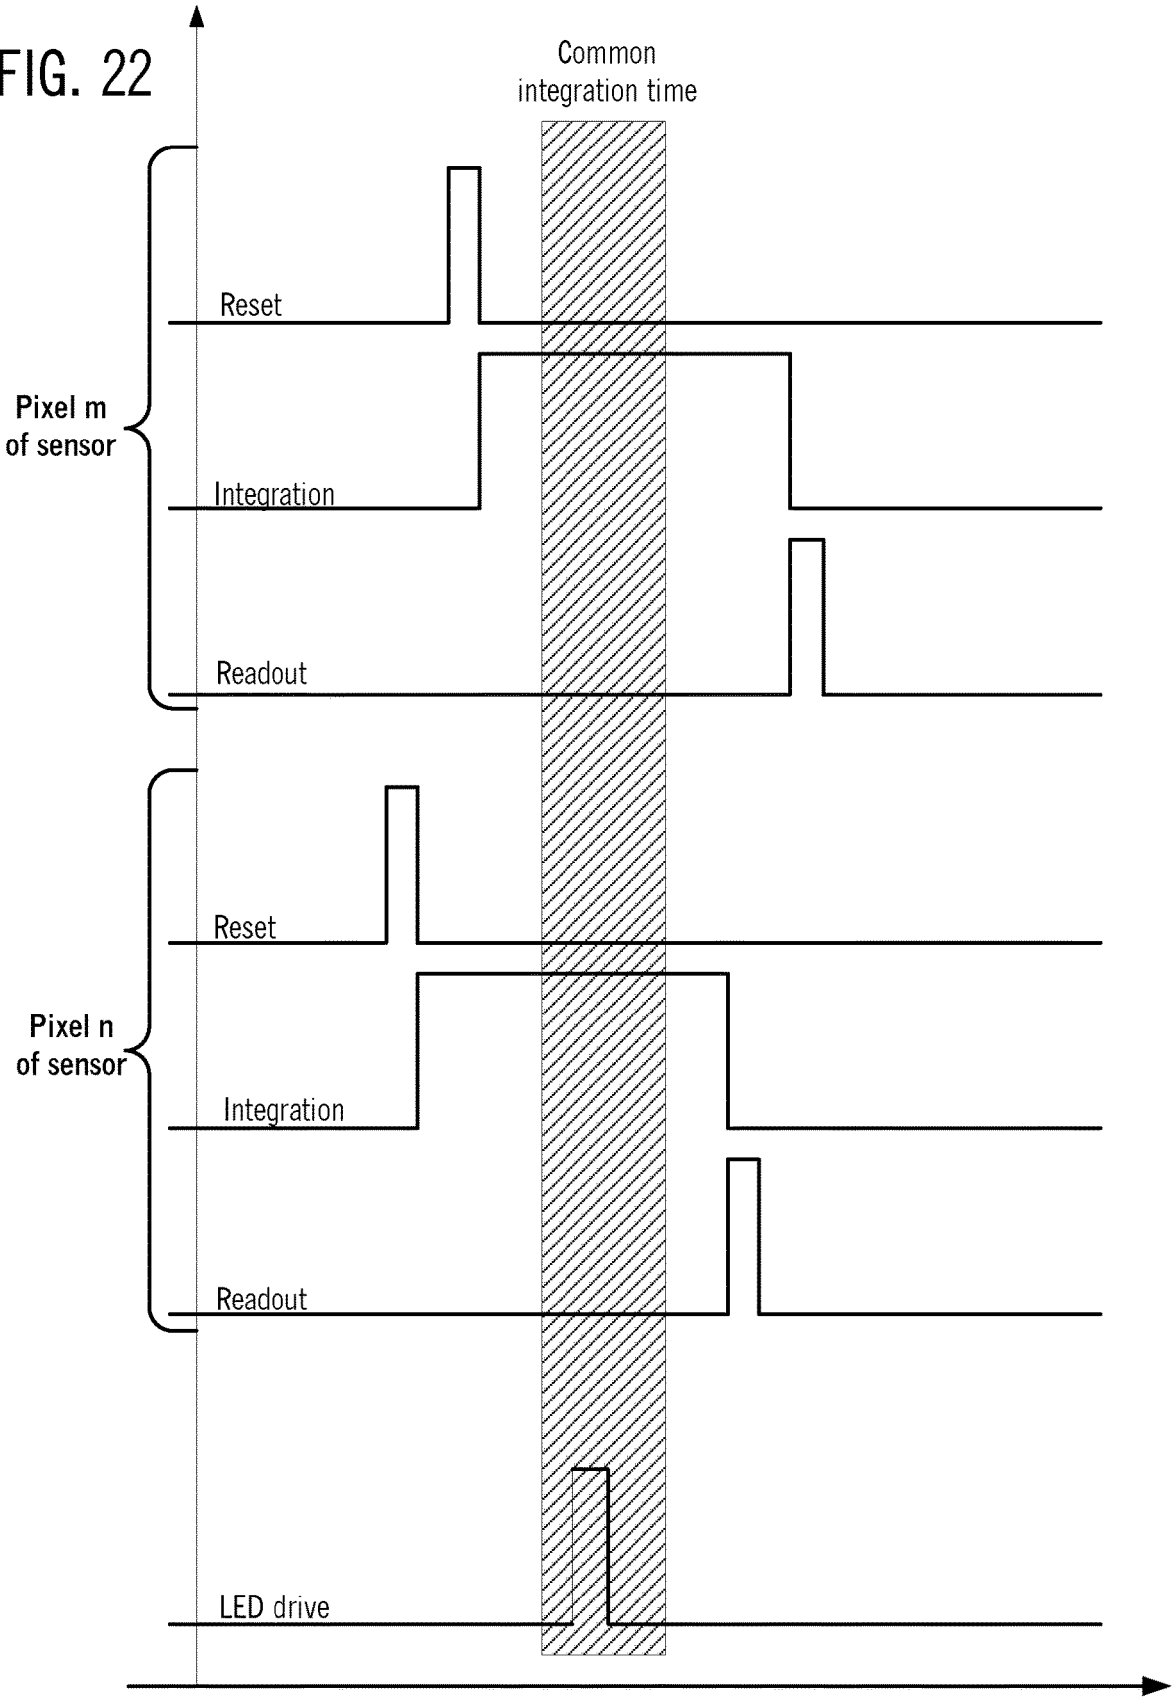 FIG. 22
Common
integration time
Reset
Pixel m
of sensor
Integration
Readout
Reset
Pixel n
of sensor
Integration
Readout
LED drive